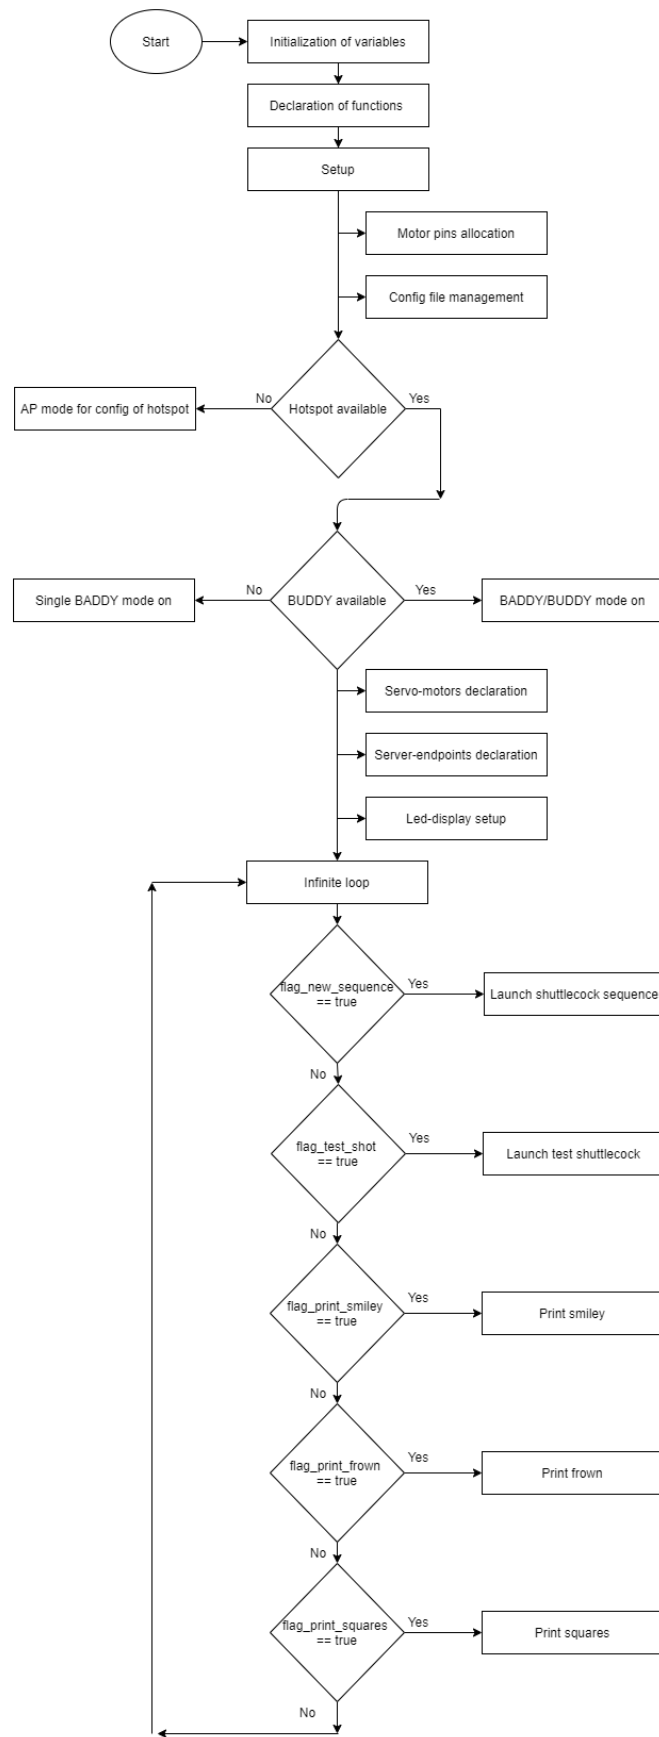 Start
Initialization of variables
Declaration of functions
Setup
Motor pins allocation
Config file management
No
Yes
AP mode for config of hotspot
Hotspot available
No
Yes
Single BADDY mode on
BUDDY available
BADDY/BUDDY mode on
Servo-motors declaration
Server-endpoints declaration
Led-display setup
Infinite loop
flag_new_sequence
== true
Yes
Launch shuttlecock sequence
No
flag_test_shot
== true
Yes
Launch test shuttlecock
No
flag_print_smiley
== true
Yes
Print smiley
No
flag_print_frown
== true
Yes
Print frown
No
flag_print_squares
== true
Yes
Print squares
No